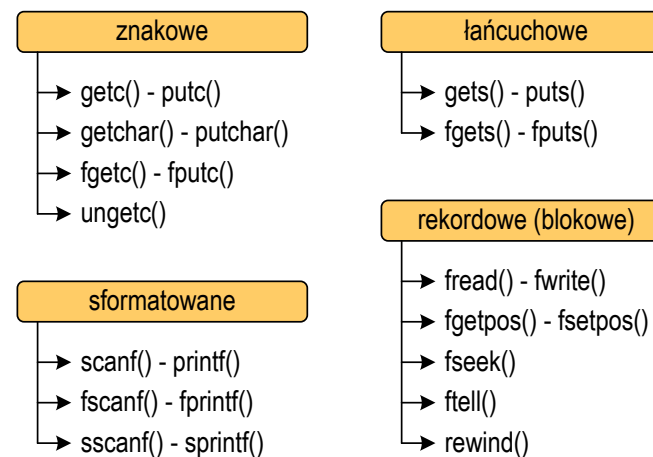 znakowe
getc() - putc()
getchar() - putchar()
fgetc() - fputc()
ungetc()
sformatowane
scanf() - printf()
fscanf() - fprintf()
sscanf() - sprintf()
łańcuchowe
gets() - puts()
fgets() - fputs()
rekordowe (blokowe)
fread() - fwrite()
fgetpos() - fsetpos()
fseek()
ftell()
rewind()